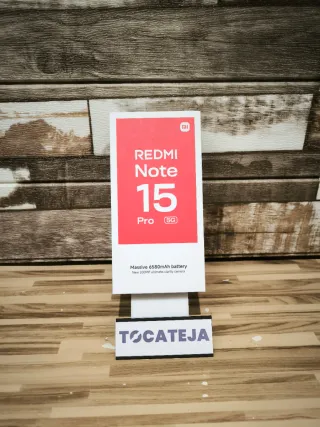 mi
REDMI
Note
15
Pro 5G
Massive 6580mAh battery
TOCATEJA